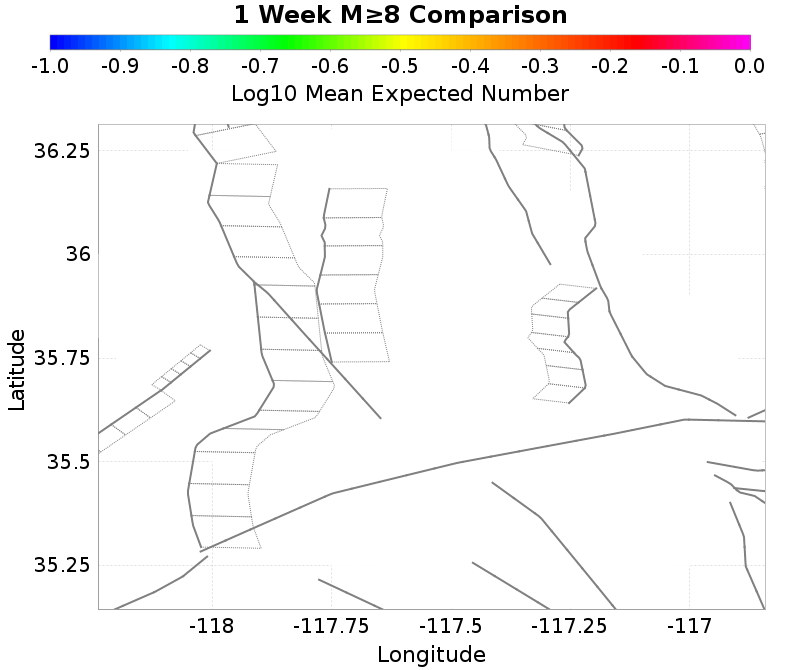 1 Week M≥8 Comparison
-1.0 -0.9 -0.8 -0.7 -0.6 -0.5 -0.4 -0.3 -0.2 -0.1 0.0
Log10 Mean Expected Number
36.25
36
35.75
35.5
35.25
Latitude
-118 -117.75 -117.5 -117.25 -117
Longitude